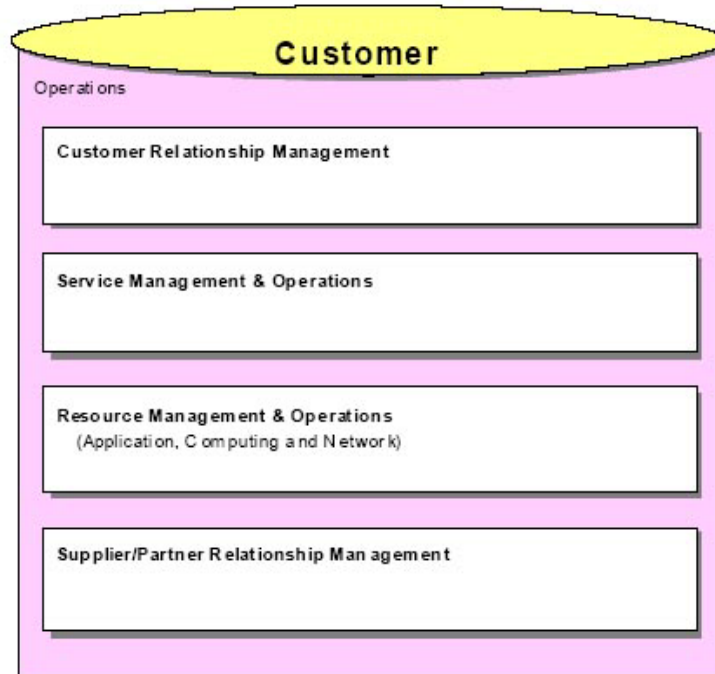 Customer
Operations
Customer Relationship Management
Service Management & Operations
Resource Management & Operations
(Application, Computing and Network)
Supplier/Partner Relationship Management